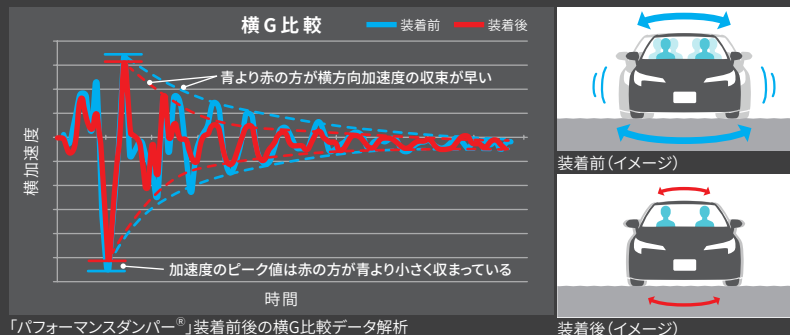 横G比較
装着前
装着後
青より赤の方が横方向加速度の収束が早い
横加速度
加速度のピーク値は赤の方が青より小さく収まっている
時間
「パフォーマンスダンパー®」装着前後の横G比較データ解析
装着前(イメージ)
装着後(イメージ)